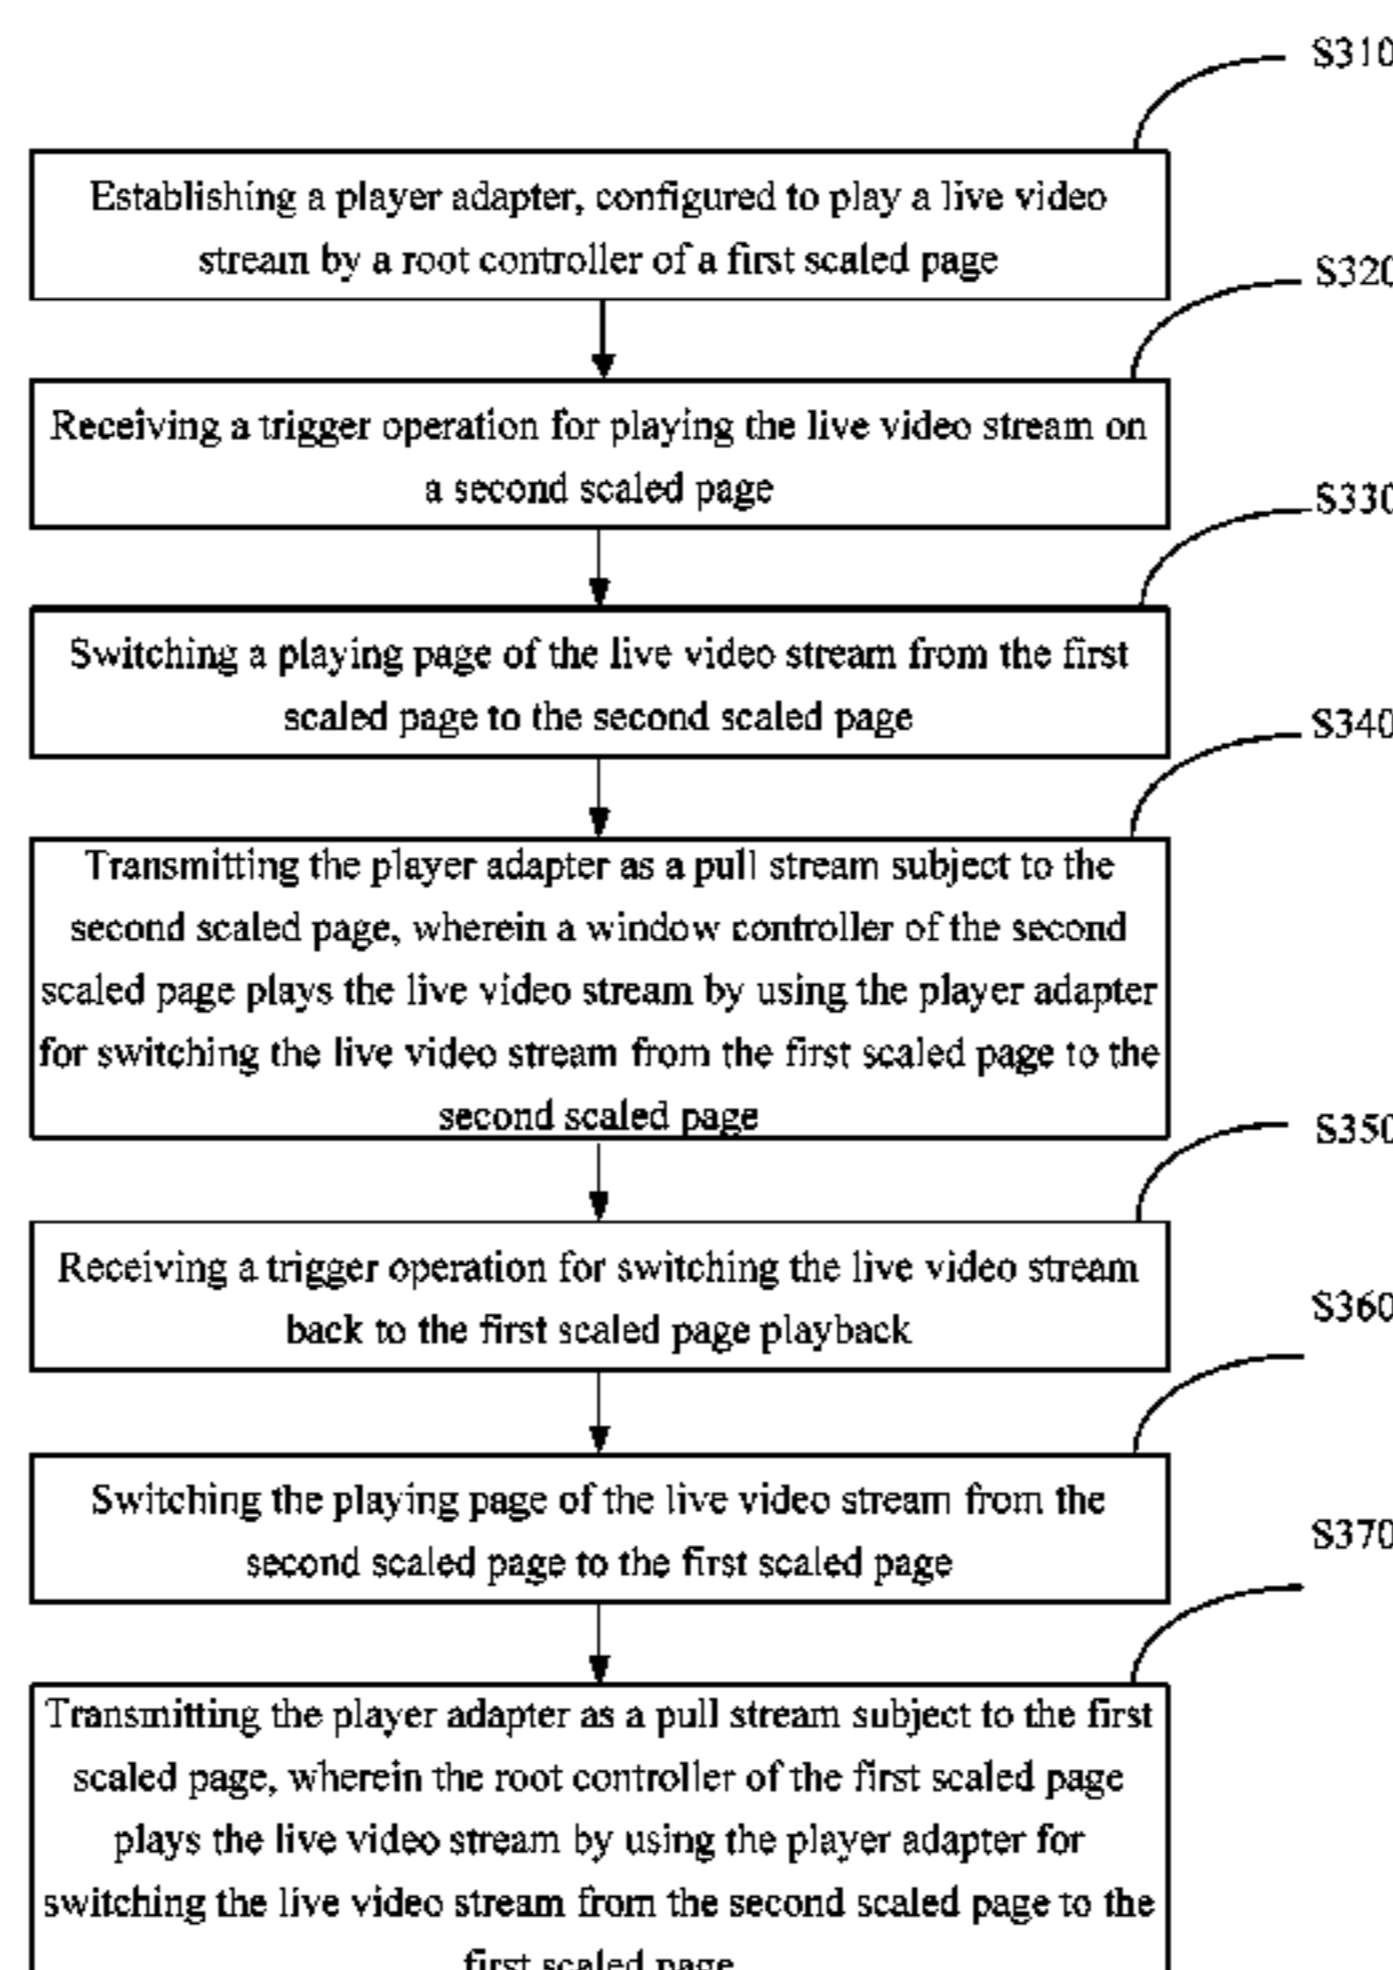 S310
Establishing a player adapter, configured to play a live video
stream by a root controller of a first scaled page
S320
Receiving a trigger operation for playing the live video stream on
a second scaled page
S330
Switching a playing page of the live video stream from the first
scaled page to the second scaled page
S340
Transmitting the player adapter as a pull stream subject to the
second scaled page, wherein a window controller of the second
scaled page plays the live video stream by using the player adapter
for switching the live video stream from the first scaled page to the
second scaled page
S350
Receiving a trigger operation for switching the live video stream
back to the first scaled page playback
S360
Switching the playing page of the live video stream from the
second scaled page to the first scaled page
S370
Transmitting the player adapter as a pull stream subject to the first
scaled page, wherein the root controller of the first scaled page
plays the live video stream by using the player adapter for
switching the live video stream from the second scaled page to the
first scaled page